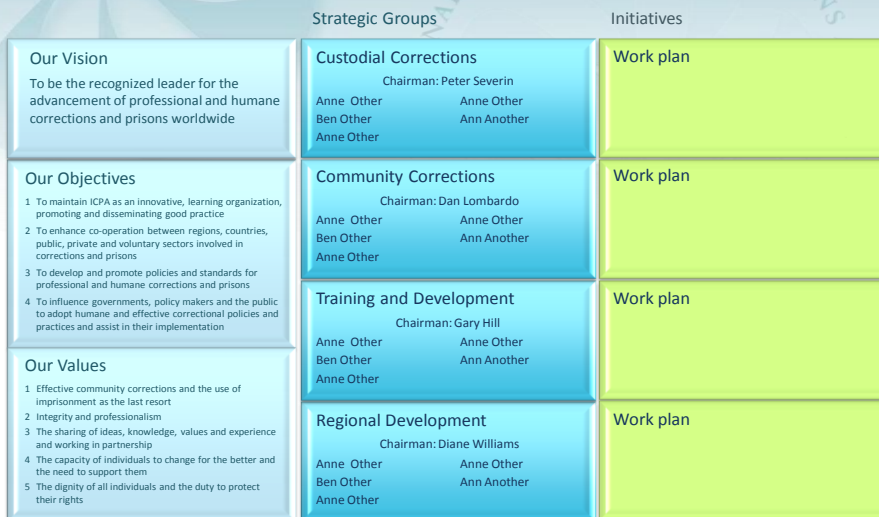 Strategic Groups
Initiatives
Our Vision
To be the recognized leader for the
advancement of professional and humane
corrections and prisons worldwide
Our Objectives
1 To maintain ICPA as an innovative, learning organization,
promoting and disseminating good practice
2 To enhance co-operation between regions, countries,
public, private and voluntary sectors involved in
corrections and prisons
3 To develop and promote policies and standards for
professional and humane corrections and prisons
4 To influence governments, policy makers and the public
to adopt humane and effective correctional policies and
practices and assist in their implementation
Our Values
1 Effective community corrections and the use of
imprisonment as the last resort
2 Integrity and professionalism
3 The sharing of ideas, knowledge, values and experience
and working in partnership
4 The capacity of individuals to change for the better and
the need to support them
5 The dignity of all individuals and the duty to protect
their rights
Custodial Corrections
Chairman: Peter Severin
Anne Other Anne Other
Ben Other Ann Another
Anne Other
Community Corrections
Chairman: Dan Lombardo
Anne Other Anne Other
Ben Other Ann Another
Anne Other
Training and Development
Chairman: Gary Hill
Anne Other Anne Other
Ben Other Ann Another
Anne Other
Regional Development
Chairman: Diane Williams
Anne Other Anne Other
Ben Other Ann Another
Anne Other
Work plan
Work plan
Work plan
Work plan